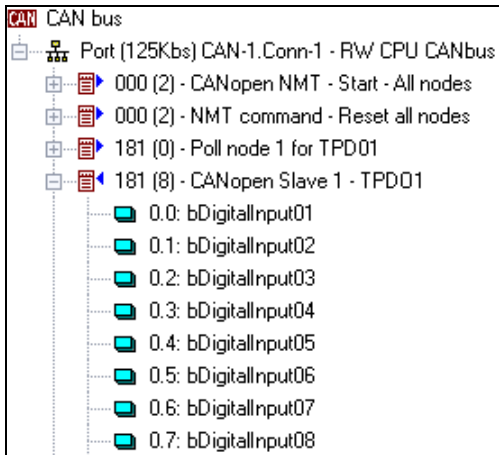 CAN CAN bus
Port (125Kbs) CAN-1.Conn-1 - RW CPU CANbus
000 (2) - CANopen NMT - Start - All nodes
000 (2) - NMT command - Reset all nodes
181 (0) - Poll node 1 for TPD01
181 (8) - CANopen Slave 1 - TPDO1
0.0: bDigitalInput01
0.1: bDigitalInput02
0.2: bDigitalInput03
0.3: bDigitalInput04
0.4: bDigitalInput05
0.5: bDigitalInput06
0.6: bDigitalInput07
0.7: bDigitalInput08